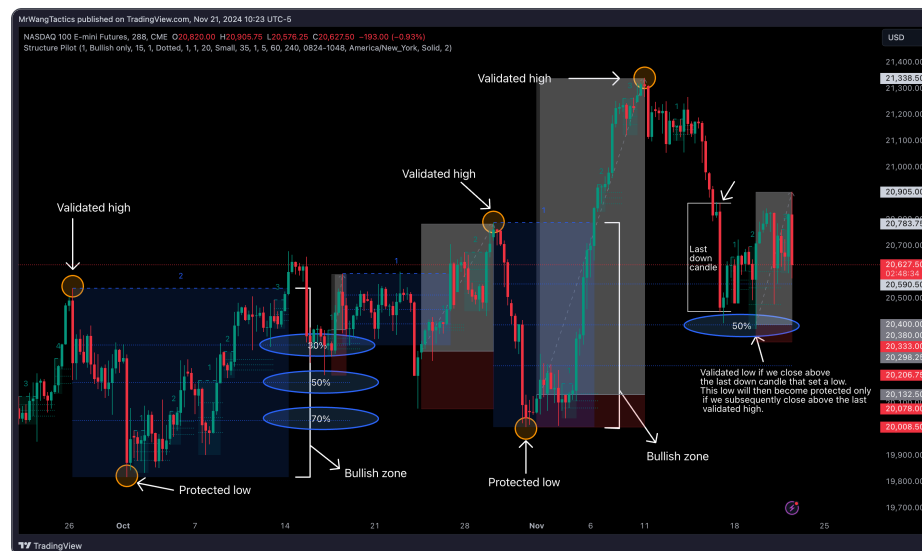 MrWangTactics published on TradingView.com, Nov 21, 2024 10:23 UTC-5
NASDAQ 100 E-mini Futures, 288, CME O20,820.00 H20,905.75 L20,576.25 C20,627.50 −193.00 (−0.93%)
Structure Pilot (1, Bullish only, 15, 1, Dotted, 1, 1, 20, Small, 35, 1, 5, 60, 240, 0824-1048, America/New_York, Solid, 2)
USD
21,400.00
21,338.50
21,300.00
21,200.00
21,100.00
21,000.00
20,905.00
20,783.75
20,700.00
20,627.50
02:48:34
20,590.50
20,500.00
20,400.00
20,380.00
20,333.00
20,298.25
20,206.75
20,132.50
20,078.00
20,008.50
19,900.00
19,800.00
19,700.00
Validated high
Validated high
Validated high
2
1
1
3
3
2
Last
down
candle
30%
50%
70%
50%
Validated low if we close above
the last down candle that set a low.
This low will then become protected only
if we subsequently close above the last
validated high.
Bullish zone
Bullish zone
Protected low
Protected low
26
Oct
7
14
21
28
Nov
6
11
18
25
TradingView